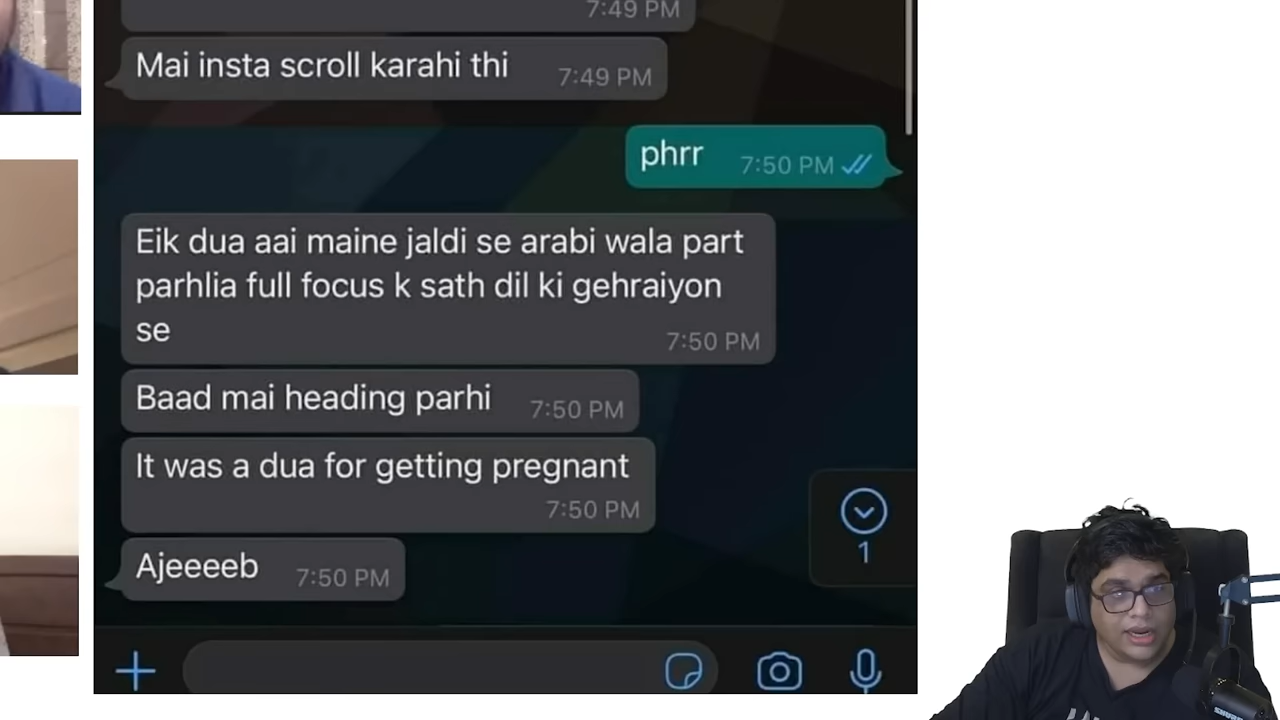 7:49 PM
Mai insta scroll karahi thi 7:49 PM
phrr 7:50 PM
Eik dua aai maine jaldi se arabi wala part
parhlia full focus k sath dil ki gehraiyon
se 7:50 PM
Baad mai heading parhi 7:50 PM
It was a dua for getting pregnant
7:50 PM
1
Ajeeeeb 7:50 PM